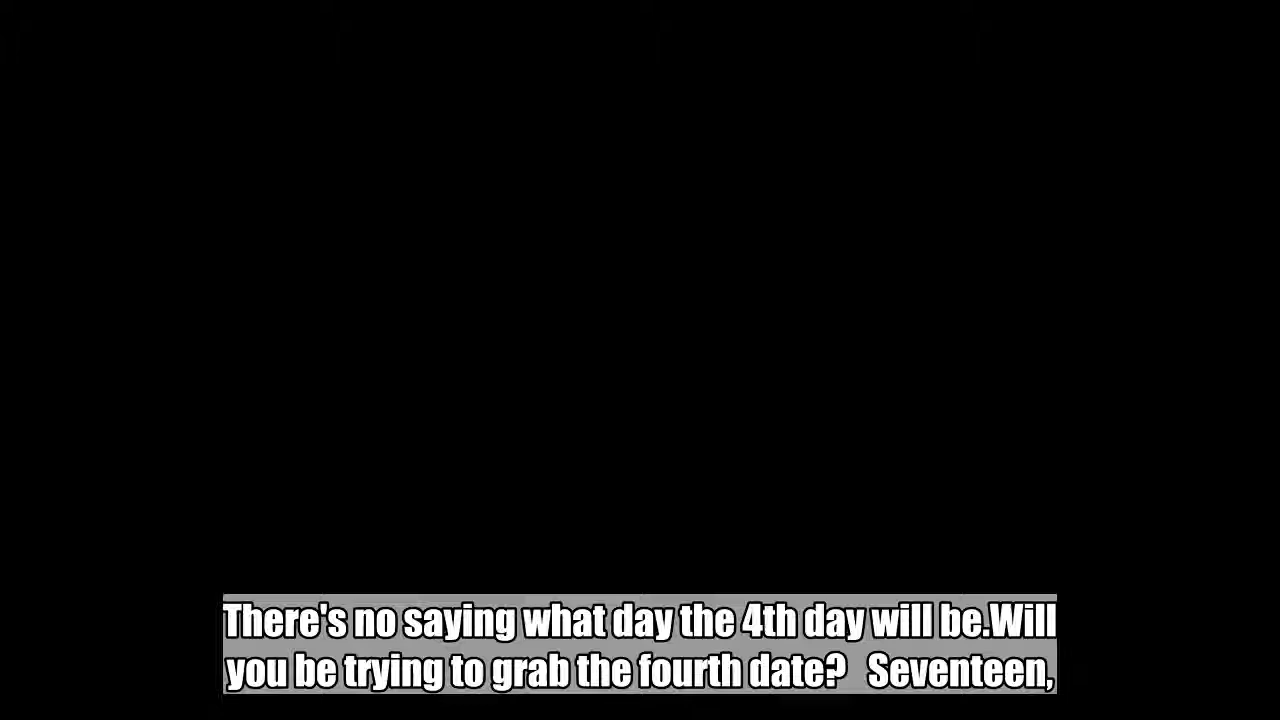 There's no saying what day the 4th day will be.Will
you be trying to grab the fourth date?   Seventeen,